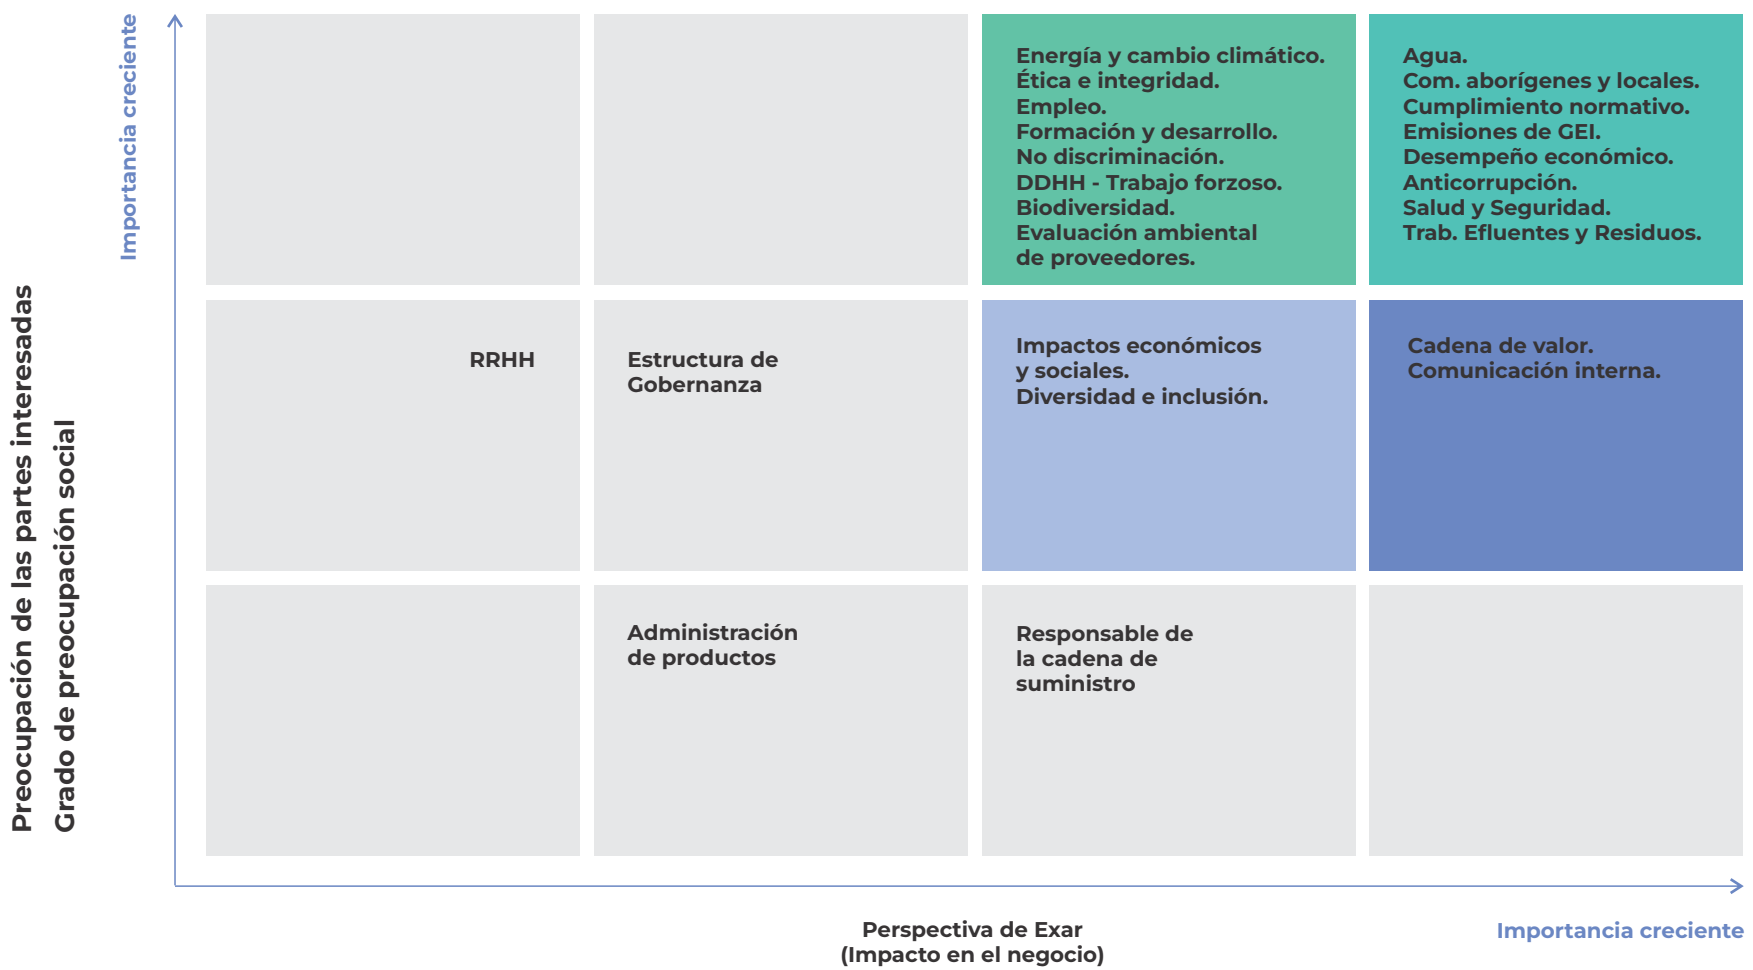 Importancia creciente
Preocupación de las partes interesadas
Grado de preocupación social
Energía y cambio climático.
Ética e integridad.
Empleo.
Formación y desarrollo.
No discriminación.
DDHH - Trabajo forzoso.
Biodiversidad.
Evaluación ambiental
de proveedores.
Agua.
Com. aborígenes y locales.
Cumplimiento normativo.
Emisiones de GEI.
Desempeño económico.
Anticorrupción.
Salud y Seguridad.
Trab. Efluentes y Residuos.
RRHH
Estructura de
Gobernanza
Impactos económicos
y sociales.
Diversidad e inclusión.
Cadena de valor.
Comunicación interna.
Administración
de productos
Responsable de
la cadena de
suministro
Perspectiva de Exar
(Impacto en el negocio)
Importancia creciente